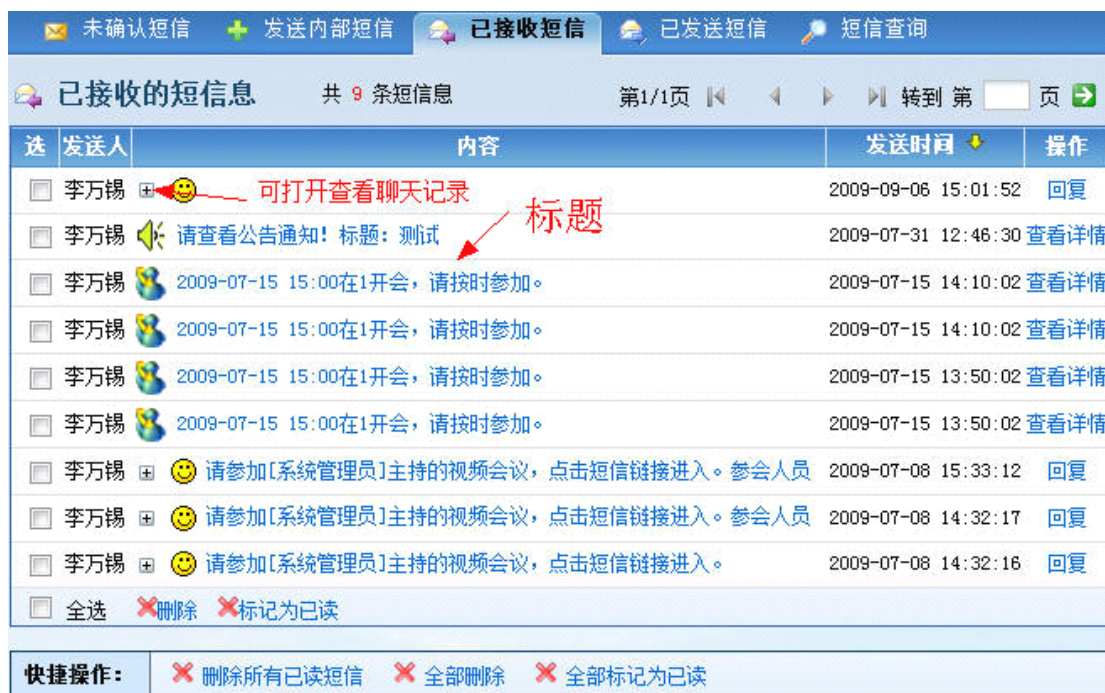 未确认短信 发送内部短信 已接收短信 已发送短信 短信查询
已接收的短信息 共 9 条短信息 第1/1页 转到 第 页
选 发送人 内容 发送时间 操作
李万锡 可打开查看聊天记录 2009-09-06 15:01:52 回复
标题
李万锡 请查看公告通知！标题：测试 2009-07-31 12:46:30 查看详情
李万锡 2009-07-15 15:00在1开会，请按时参加。 2009-07-15 14:10:02 查看详情
李万锡 2009-07-15 15:00在1开会，请按时参加。 2009-07-15 14:10:02 查看详情
李万锡 2009-07-15 15:00在1开会，请按时参加。 2009-07-15 13:50:02 查看详情
李万锡 2009-07-15 15:00在1开会，请按时参加。 2009-07-15 13:50:02 查看详情
李万锡 请参加[系统管理员]主持的视频会议，点击短信链接进入。参会人员 2009-07-08 15:33:12 回复
李万锡 请参加[系统管理员]主持的视频会议，点击短信链接进入。参会人员 2009-07-08 14:32:17 回复
李万锡 请参加[系统管理员]主持的视频会议，点击短信链接进入。 2009-07-08 14:32:16 回复
全选 删除 标记为已读
快捷操作： 删除所有已读短信 全部删除 全部标记为已读